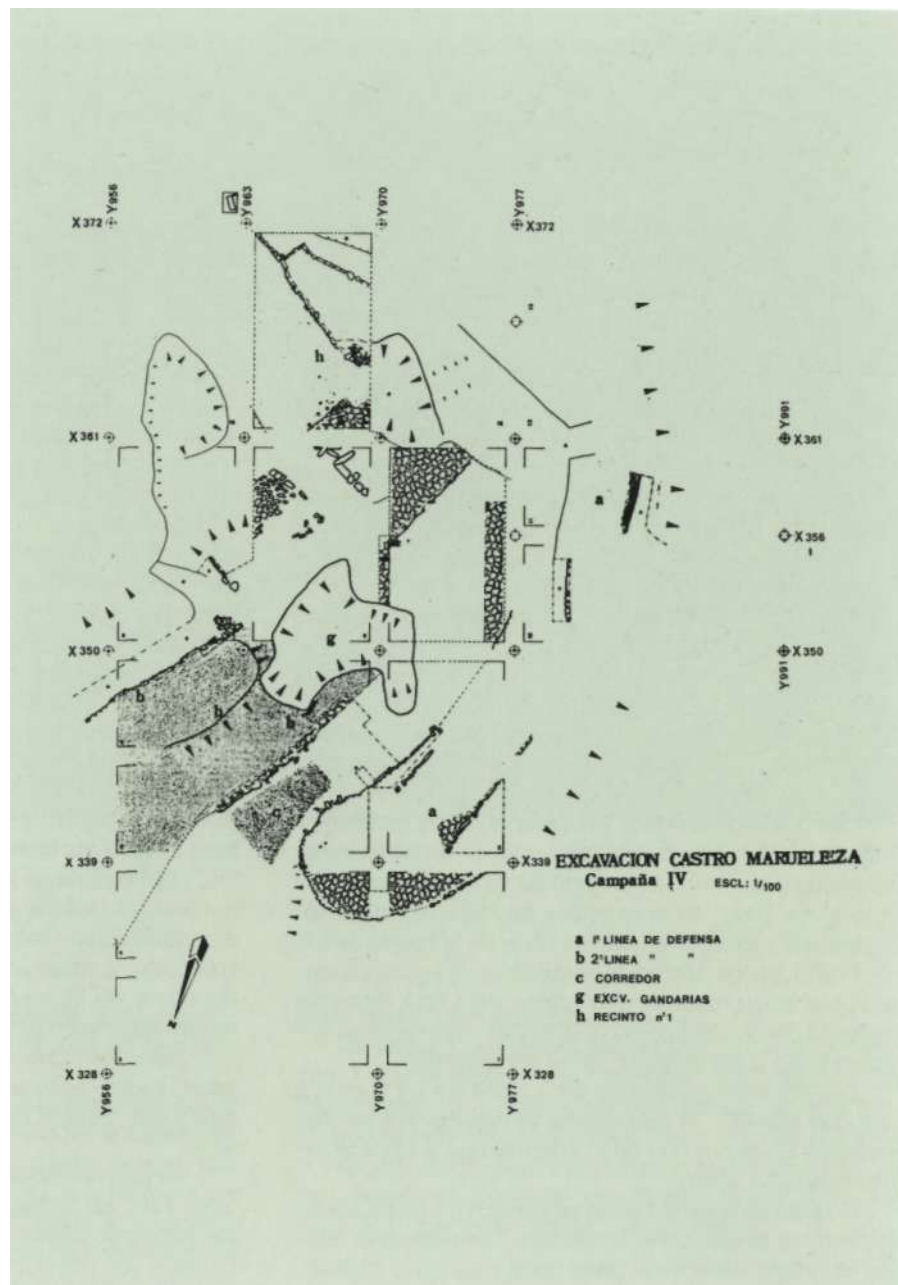 Y956
Y963
Y970
Y977
X 372
X 372
h
X361
X 361
Y991
a
X 356
g
X 350
X 350
Y991
b
h
h
c
a
X 339
X339
EXCAVACION CASTRO MARUELEZA
Campaña IV ESCL: 1/100
a 1ª LINEA DE DEFENSA
b 2ª LINEA " "
c CORREDOR
g EXCV. GANDARIAS
h RECINTO nº1
N
X 328
X 328
Y956
Y970
Y977